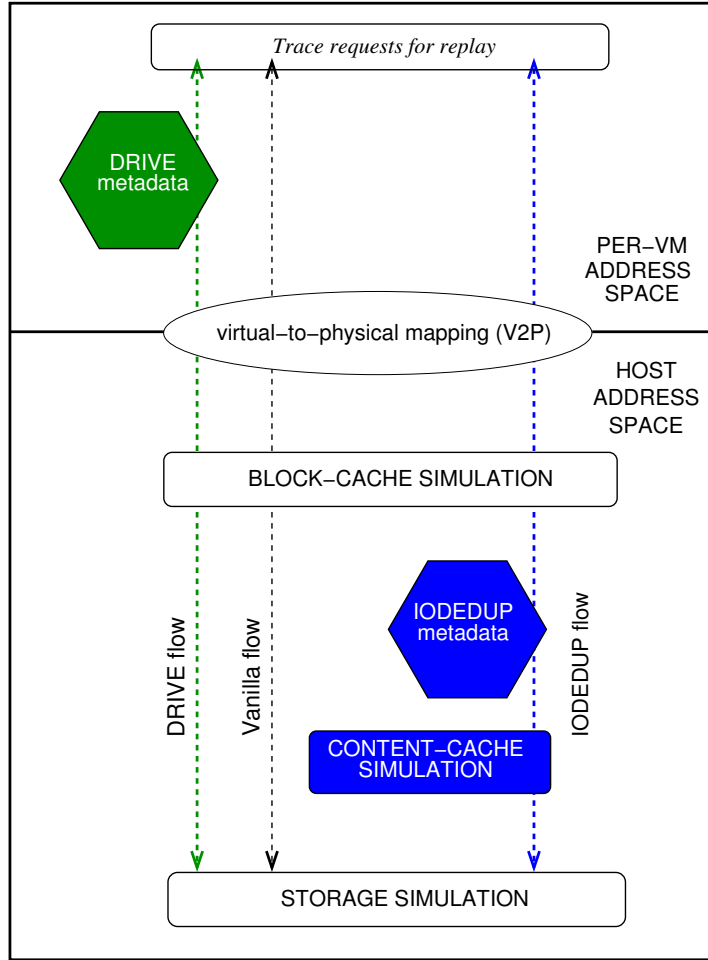 Trace requests for replay
DRIVE
metadata
PER−VM
ADDRESS
SPACE
virtual−to−physical mapping (V2P)
HOST
ADDRESS
SPACE
BLOCK−CACHE SIMULATION
IODEDUP
metadata
DRIVE flow
Vanilla flow
IODEDUP flow
CONTENT−CACHE
SIMULATION
STORAGE SIMULATION